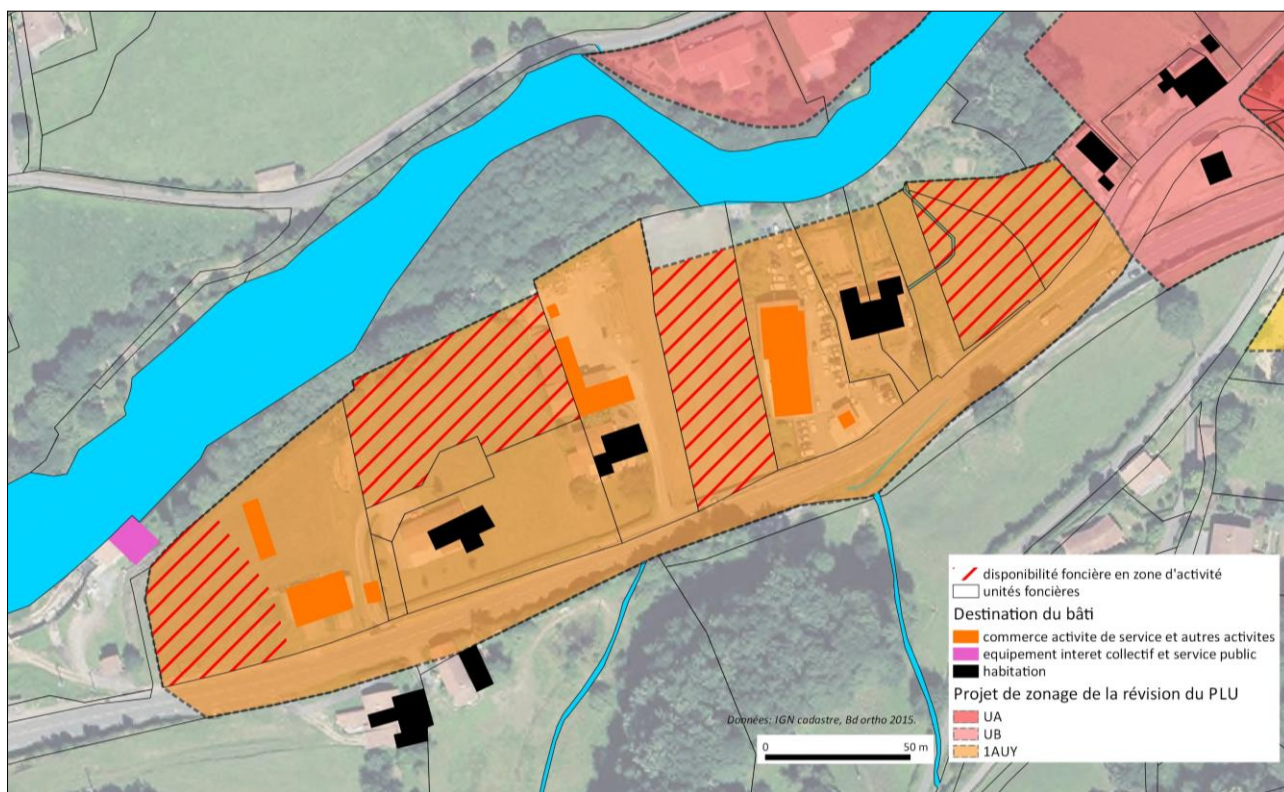 disponibilité foncière en zone d'activité
unités foncières
Destination du bâti
commerce activite de service et autres activites
equipement interet collectif et service public
habitation
Projet de zonage de la révision du PLU
UA
UB
1AUY
Données: IGN cadastre, Bd ortho 2015.
0 50 m